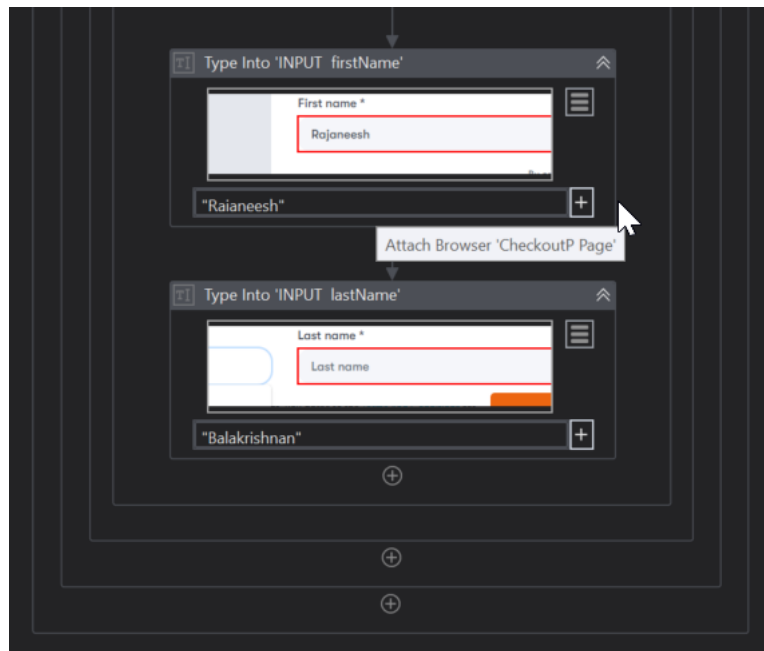 Type Into 'INPUT firstName'
First name *
Rajaneesh
"Raianeesh"
Attach Browser 'CheckoutP Page'
Type Into 'INPUT lastName'
Last name *
Last name
"Balakrishnan"